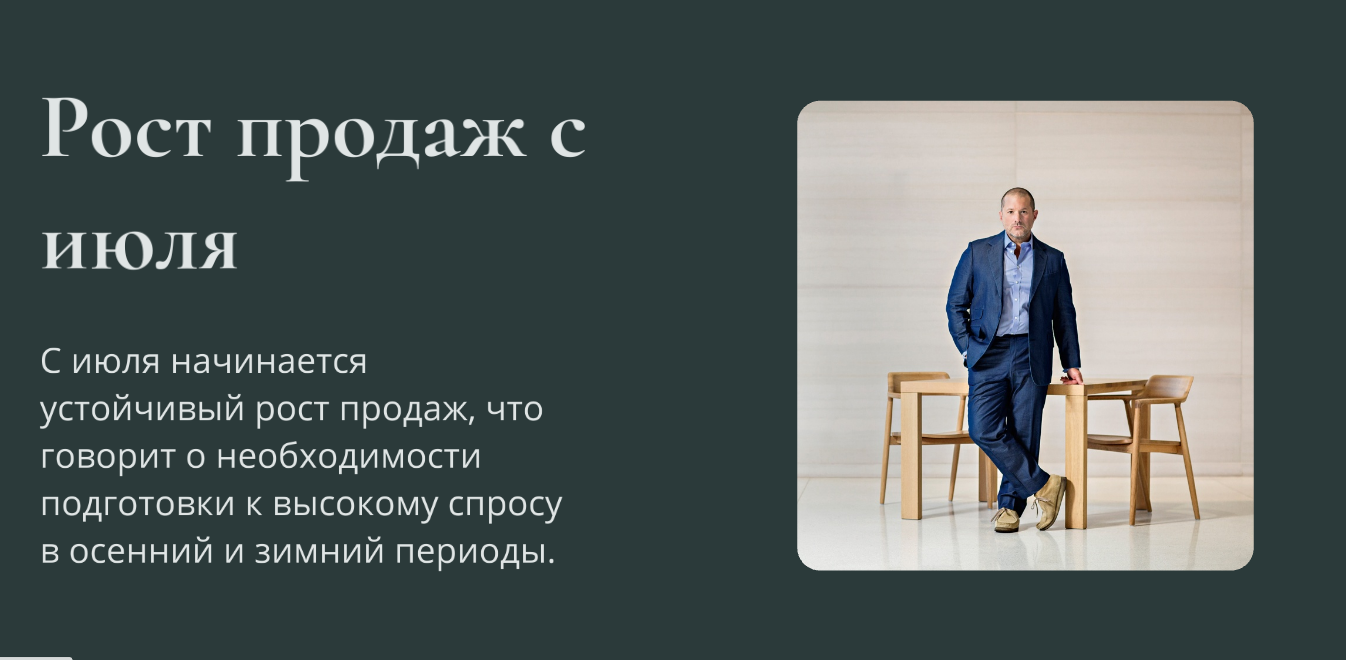 Рост продаж с
июля
С июля начинается
устойчивый рост продаж, что
говорит о необходимости
подготовки к высокому спросу
в осенний и зимний периоды.